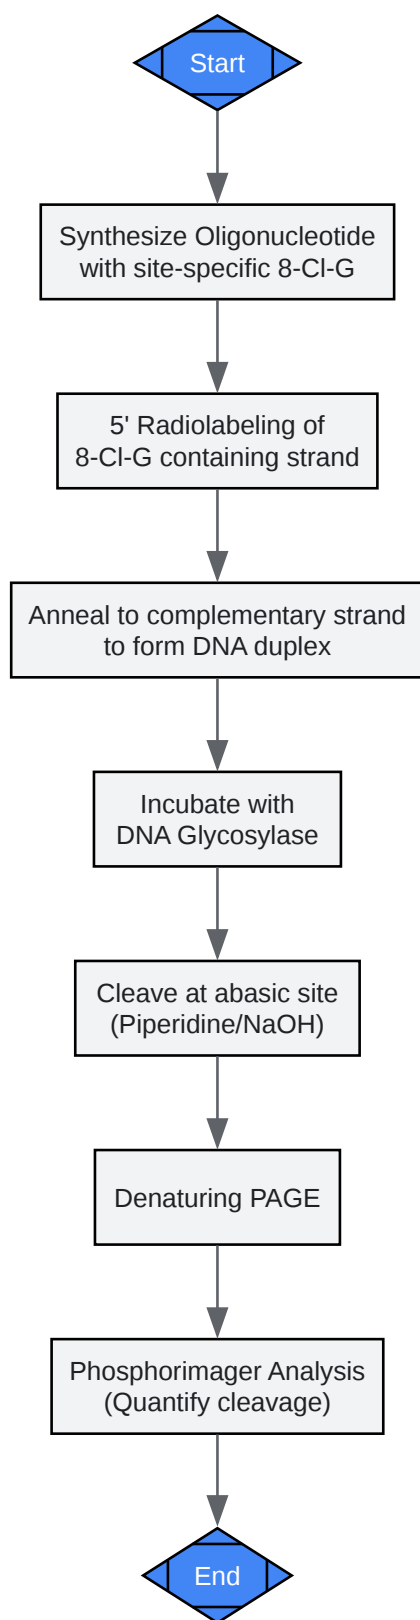 Start
Synthesize Oligonucleotide
with site-specific 8-Cl-G
5' Radiolabeling of
8-Cl-G containing strand
Anneal to complementary strand
to form DNA duplex
Incubate with
DNA Glycosylase
Cleave at abasic site
(Piperidine/NaOH)
Denaturing PAGE
Phosphorimager Analysis
(Quantify cleavage)
End